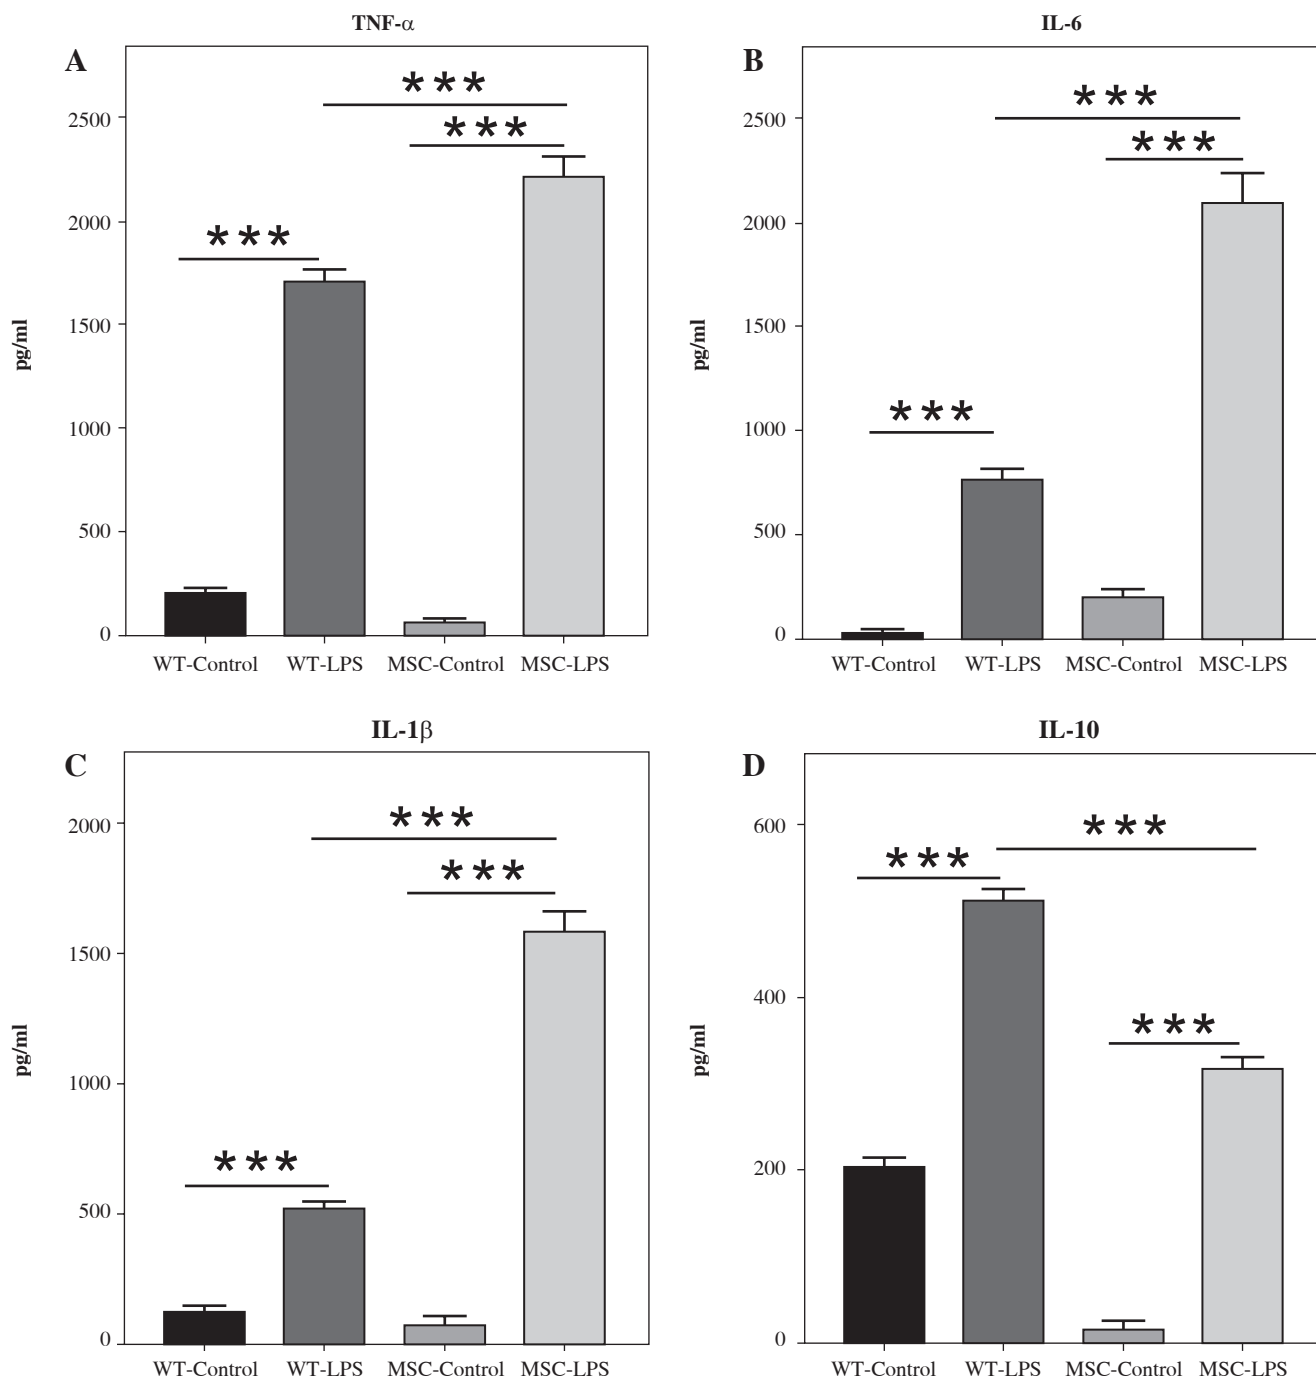 TNF-α
A
***
***
***
2500
2000
1500
1000
500
0
pg/ml
WT-Control WT-LPS MSC-Control MSC-LPS
IL-6
B
***
***
***
2500
2000
1500
1000
500
0
pg/ml
WT-Control WT-LPS MSC-Control MSC-LPS
IL-1β
C
***
***
***
2000
1500
1000
500
0
pg/ml
WT-Control WT-LPS MSC-Control MSC-LPS
IL-10
D
***
***
***
600
400
200
0
pg/ml
WT-Control WT-LPS MSC-Control MSC-LPS